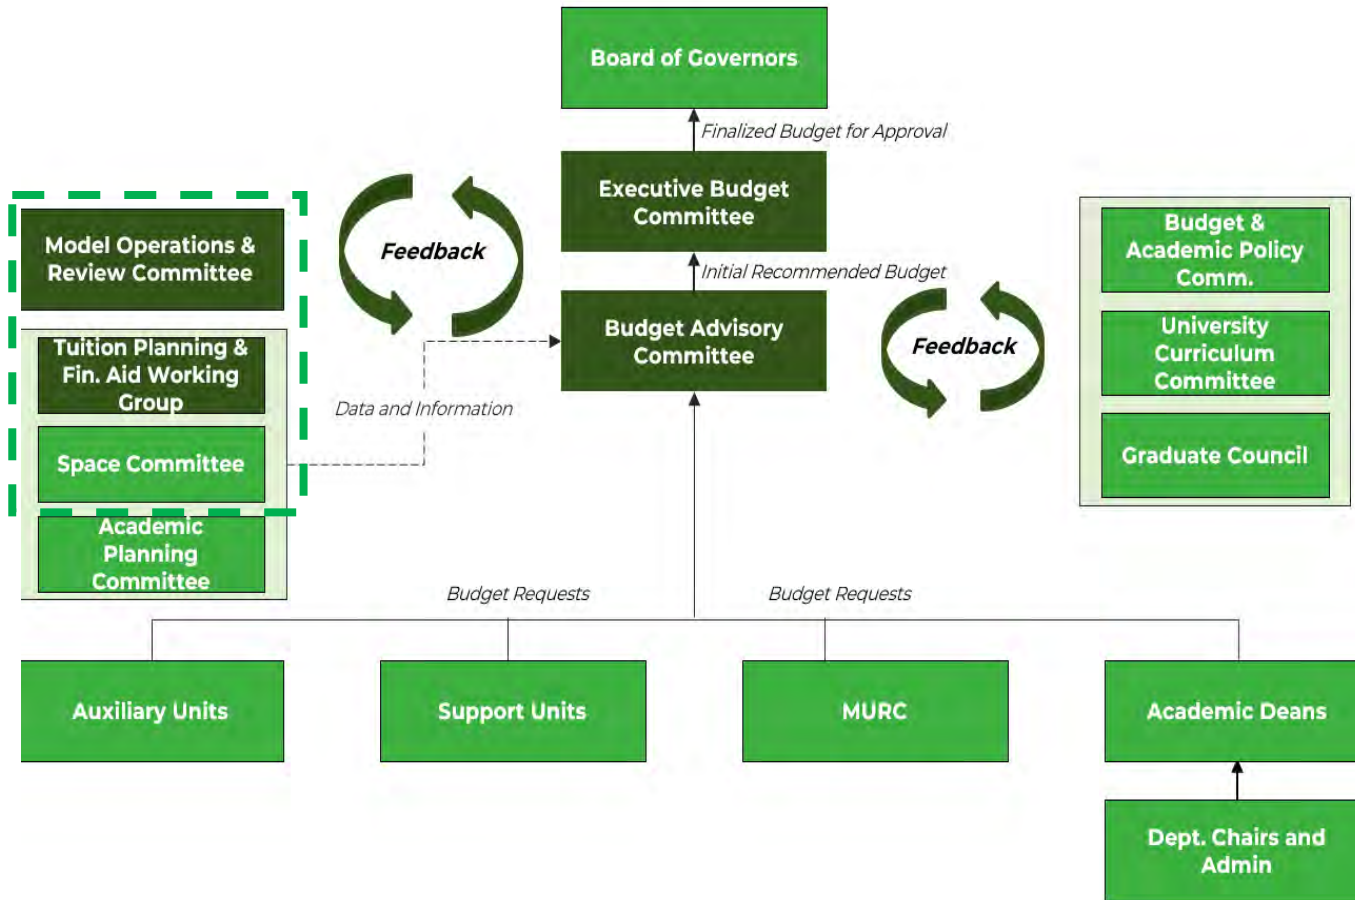 Board of Governors
Finalized Budget for Approval
Executive Budget
Committee
Initial Recommended Budget
Budget Advisory
Committee
Feedback
Model Operations &
Review Committee
Tuition Planning &
Fin. Aid Working
Group
Space Committee
Academic
Planning
Committee
Data and Information
Feedback
Budget &
Academic Policy
Comm.
University
Curriculum
Committee
Graduate Council
Budget Requests
Budget Requests
Auxiliary Units
Support Units
MURC
Academic Deans
Dept. Chairs and
Admin